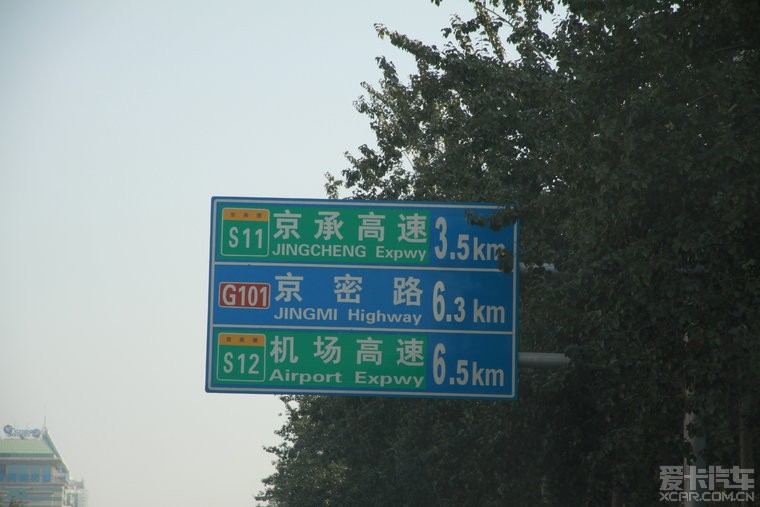 S11 京承高速 3.5km
JINGCHENG Expwy
G101 京密路 6.3km
JINGMI Highway
S12 机场高速 6.5km
Airport Expwy
爱卡汽车
XCAR.COM.CN